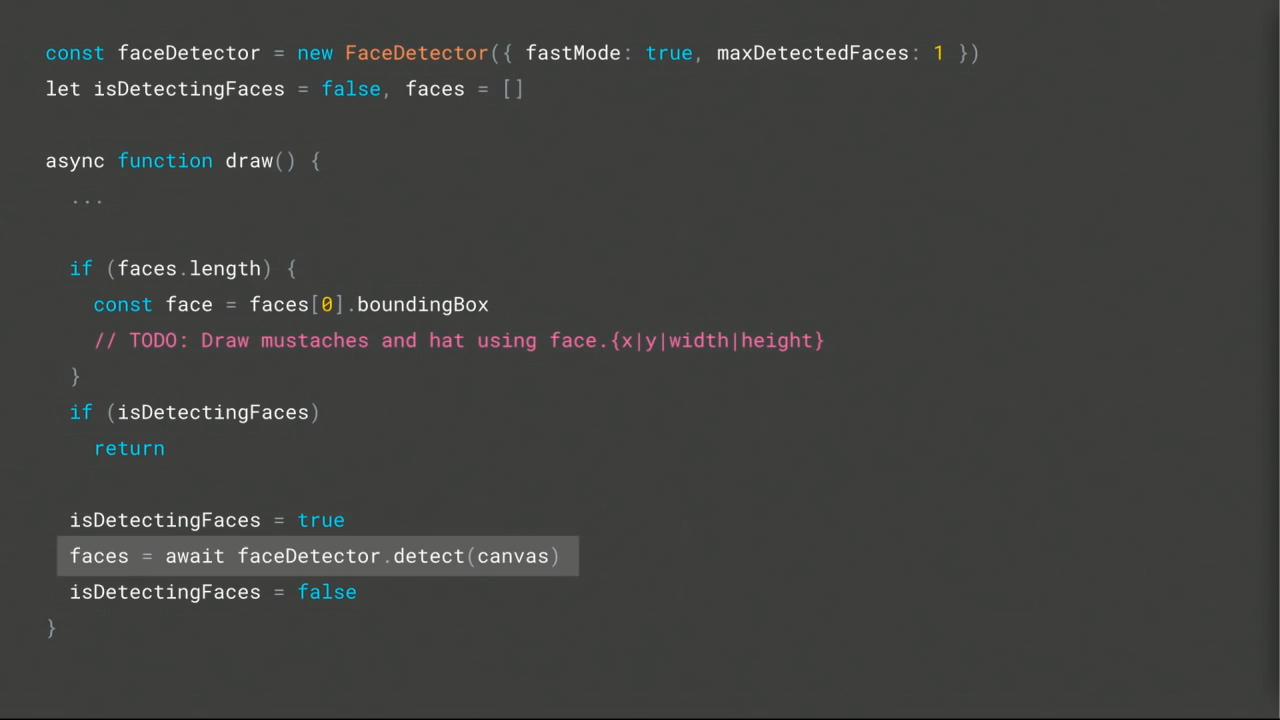 const faceDetector = new FaceDetector({ fastMode: true, maxDetectedFaces: 1 })
let isDetectingFaces = false, faces = []
async function draw() {
...
if (faces.length) {
const face = faces[0].boundingBox
// TODO: Draw mustaches and hat using face.{x|y|width|height}
}
if (isDetectingFaces)
return
isDetectingFaces = true
faces = await faceDetector.detect(canvas)
isDetectingFaces = false
}